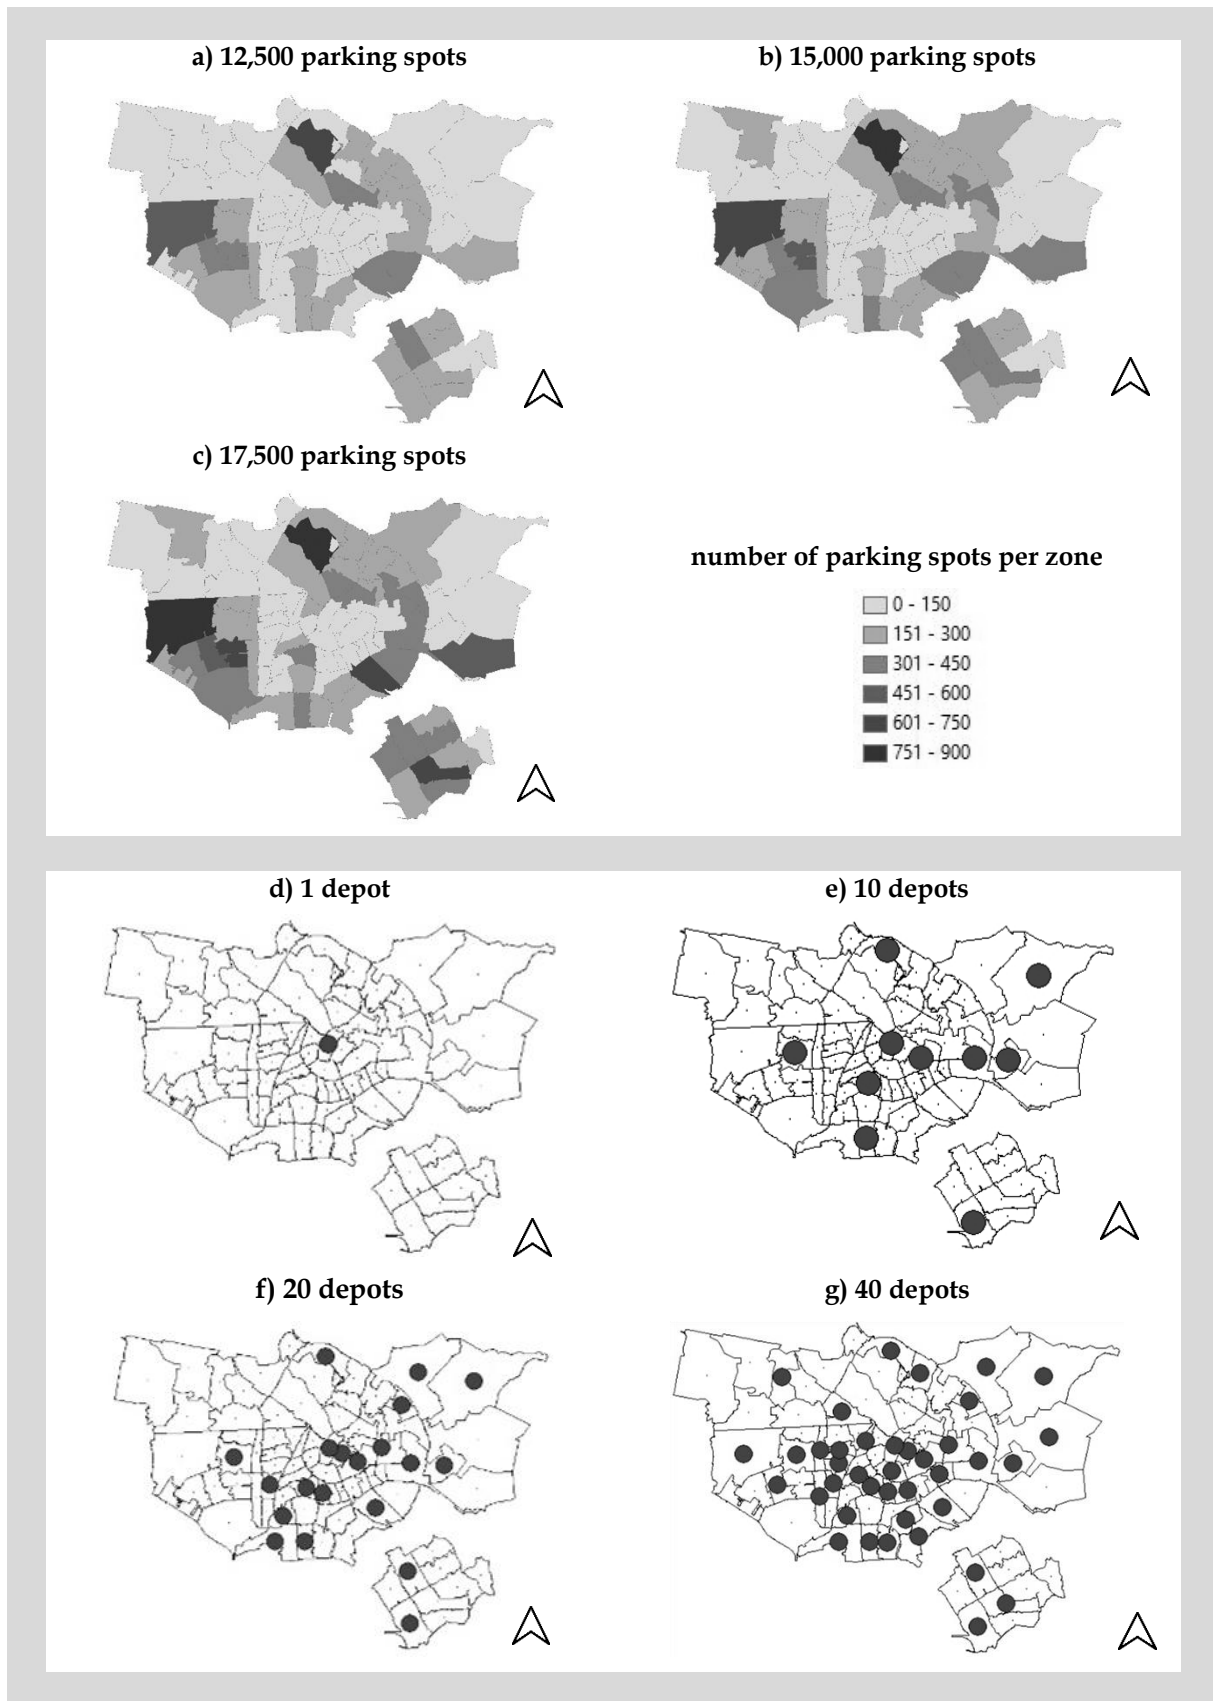 a) 12,500 parking spots
b) 15,000 parking spots
c) 17,500 parking spots
number of parking spots per zone
0 - 150
151 - 300
301 - 450
451 - 600
601 - 750
751 - 900
d) 1 depot
e) 10 depots
f) 20 depots
g) 40 depots